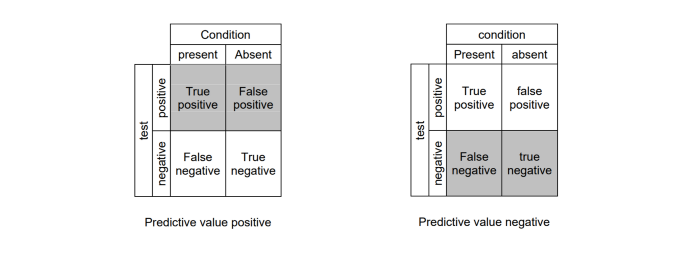 Condition
present Absent
test
positive
True positive
False positive
negative
False negative
True negative
Predictive value positive
condition
Present absent
test
positive
True positive
false positive
negative
False negative
true negative
Predictive value negative